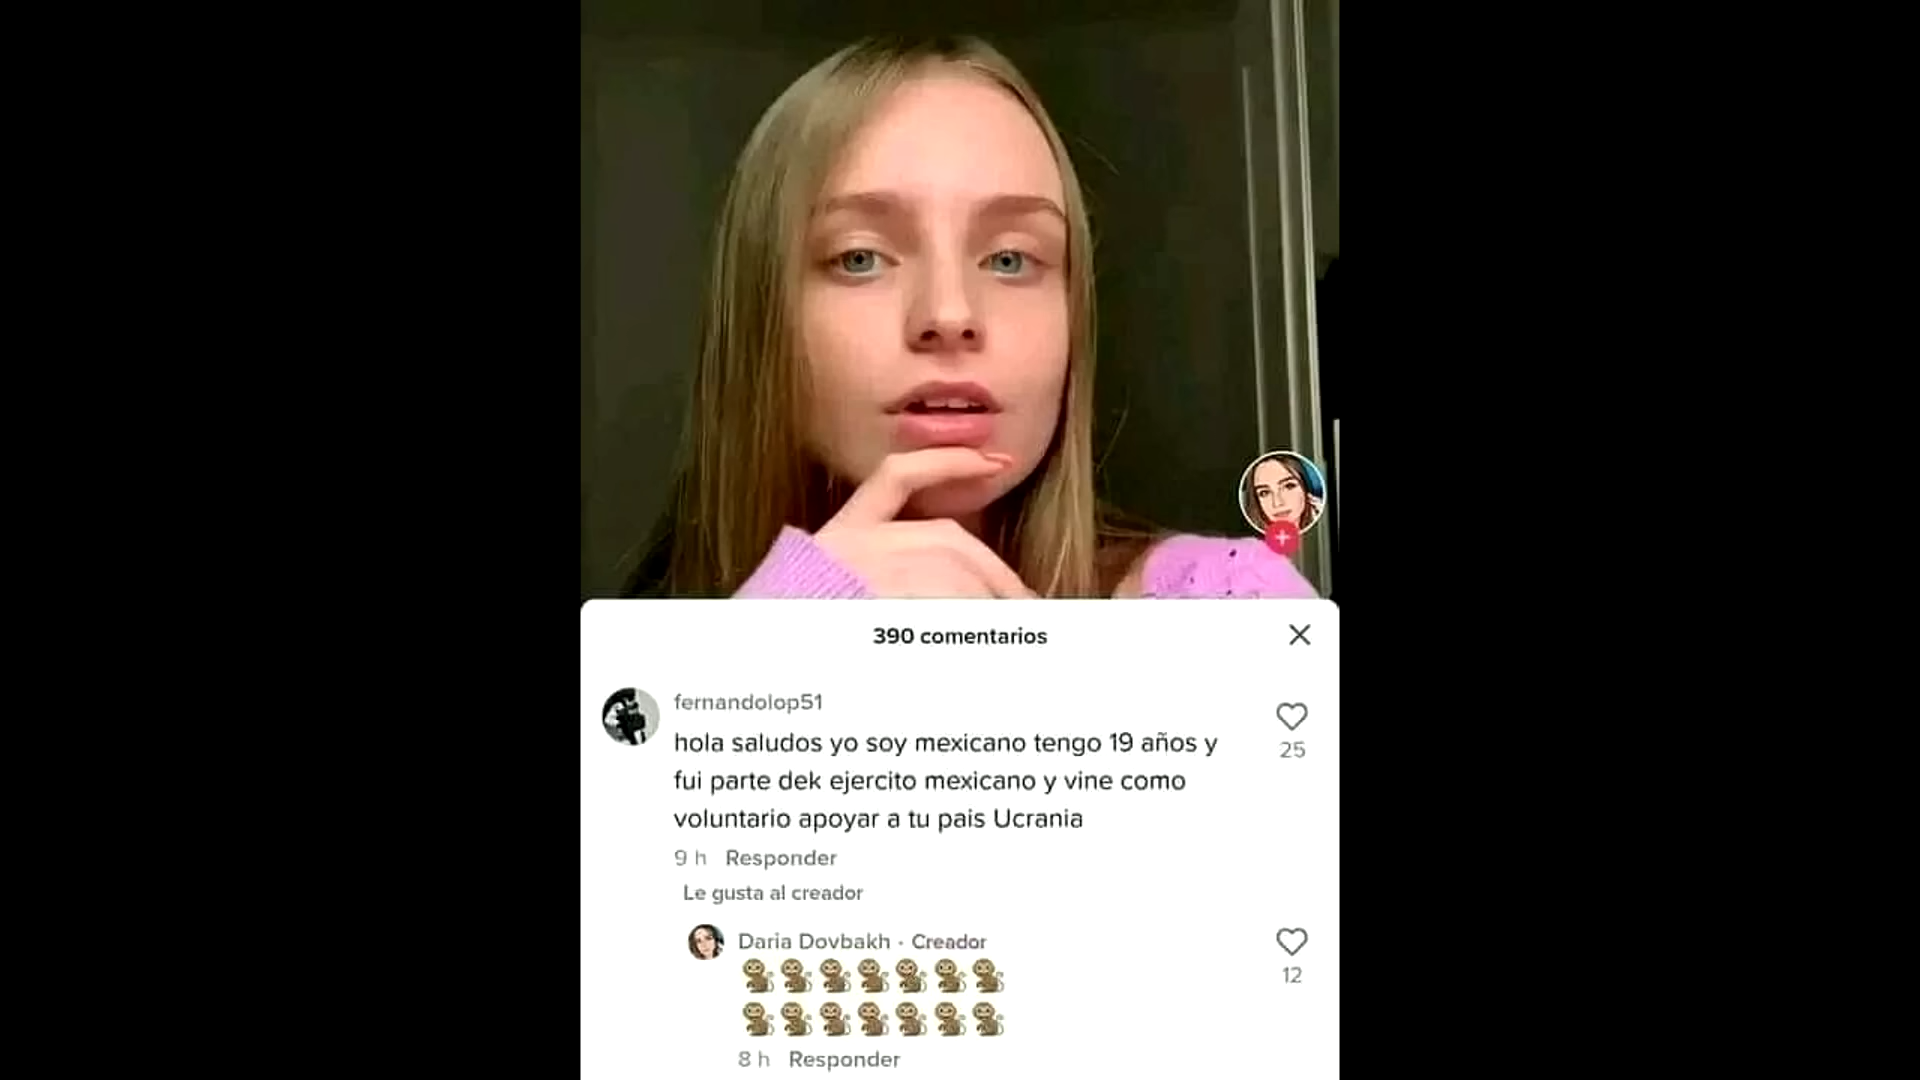 390 comentarios
fernandolop51
hola saludos yo soy mexicano tengo 19 años y
fui parte dek ejercito mexicano y vine como
voluntario apoyar a tu pais Ucrania
25
9 h Responder
Le gusta al creador
Daria Dovbakh · Creador
🐒🐒🐒🐒🐒🐒🐒
🐒🐒🐒🐒🐒🐒🐒
12
8 h Responder